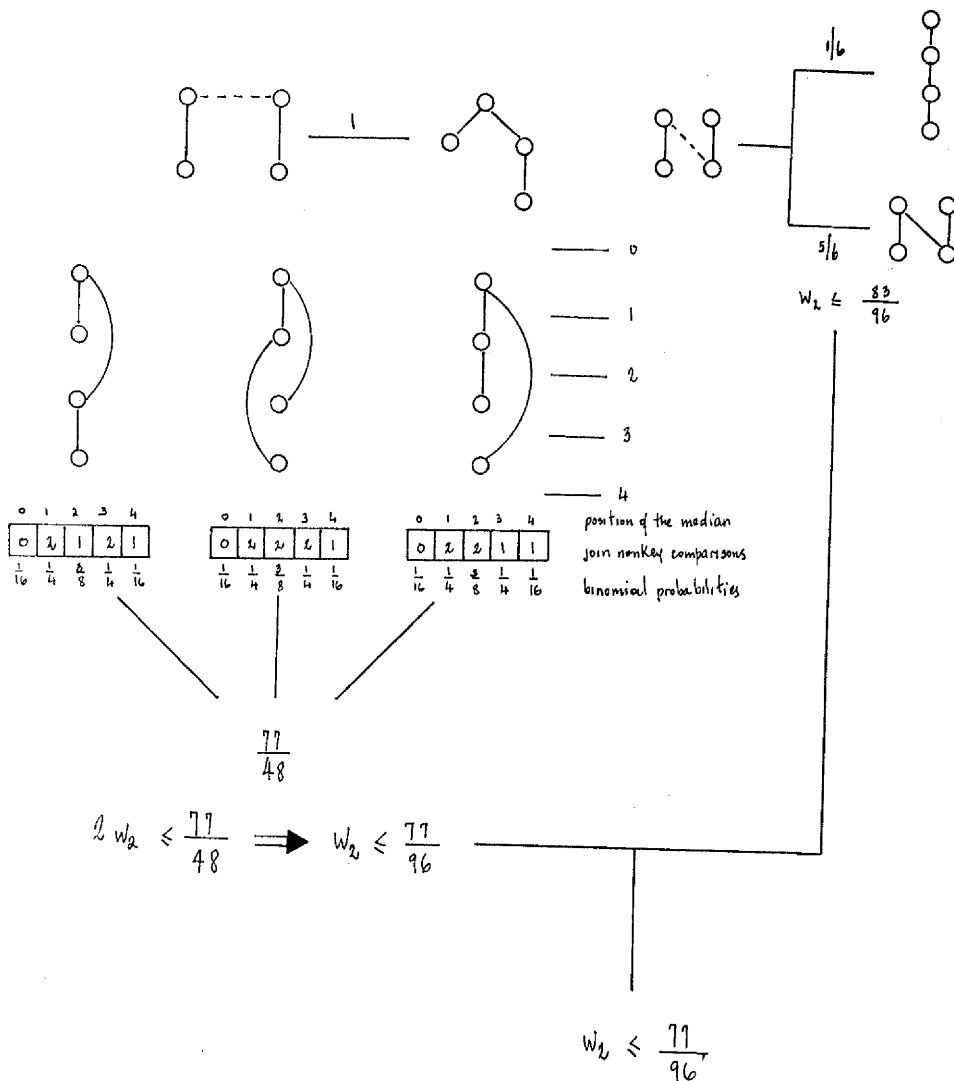 1/6
1
5/6
0
W₂ ≤ 83/96
1
2
3
4
0 1 2 3 4
0 2 1 2 1
1/16 1/4 3/8 1/4 1/16
0 1 2 3 4
0 2 2 2 1
1/16 1/4 3/8 1/4 1/16
0 1 2 3 4
0 2 2 1 1
1/16 1/4 3/8 1/4 1/16
position of the median
join nonkey comparisons
binomial probabilities
77/48
2 W₂ ≤ 77/48 ⟹ W₂ ≤ 77/96
W₂ ≤ 77/96